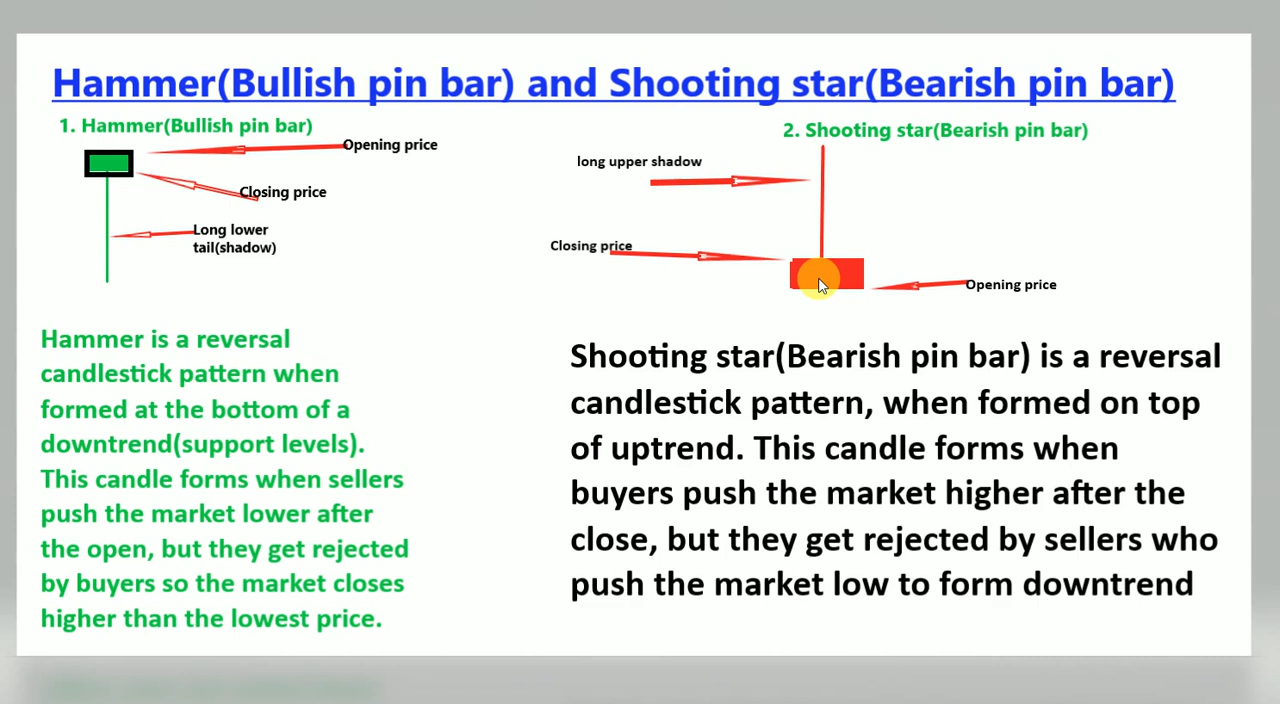 Hammer(Bullish pin bar) and Shooting star(Bearish pin bar)
1. Hammer(Bullish pin bar)
Opening price
Closing price
Long lower
tail(shadow)
Hammer is a reversal
candlestick pattern when
formed at the bottom of a
downtrend(support levels).
This candle forms when sellers
push the market lower after
the open, but they get rejected
by buyers so the market closes
higher than the lowest price.
2. Shooting star(Bearish pin bar)
long upper shadow
Closing price
Opening price
Shooting star(Bearish pin bar) is a reversal
candlestick pattern, when formed on top
of uptrend. This candle forms when
buyers push the market higher after the
close, but they get rejected by sellers who
push the market low to form downtrend